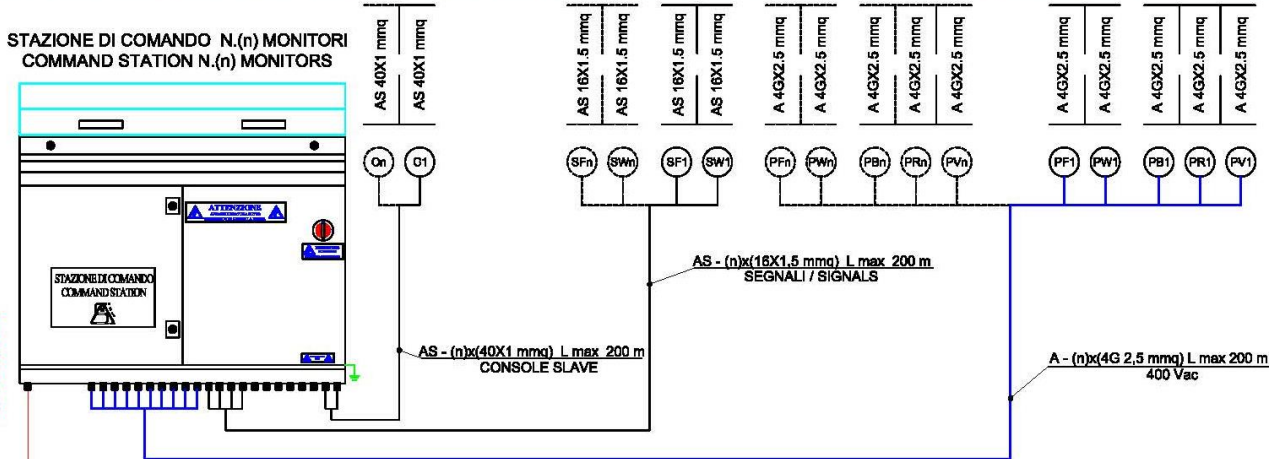 STAZIONE DI COMANDO N.(n) MONITORI
COMMAND STATION N.(n) MONITORS
AS 40X1 mmq
AS 40X1 mmq
AS 16X1.5 mmq
AS 16X1.5 mmq
AS 16X1.5 mmq
AS 16X1.5 mmq
A 4GX2.5 mmq
A 4GX2.5 mmq
A 4GX2.5 mmq
A 4GX2.5 mmq
A 4GX2.5 mmq
A 4GX2.5 mmq
A 4GX2.5 mmq
A 4GX2.5 mmq
A 4GX2.5 mmq
A 4GX2.5 mmq
On
C1
SFn
SWn
SF1
SW1
PFn
PWn
PBn
PRn
PVn
PF1
PW1
PB1
PR1
PV1
ATTENZIONE
STAZIONE DI COMANDO
COMMAND STATION
AS - (n)x(16X1,5 mmq) L max 200 m
SEGNALI / SIGNALS
AS - (n)x(40X1 mmq) L max 200 m
CONSOLE SLAVE
A - (n)x(4G 2,5 mmq) L max 200 m
400 Vac